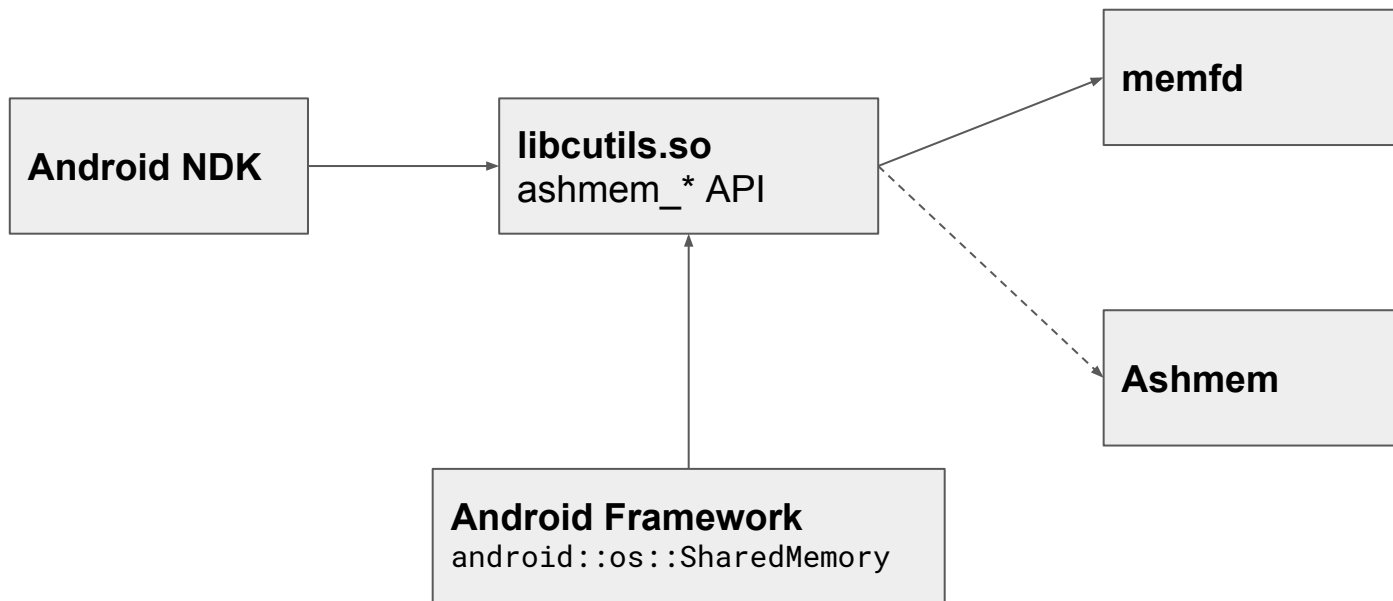 memfd
Android NDK
libcutils.so
ashmem_* API
Ashmem
Android Framework
android::os::SharedMemory